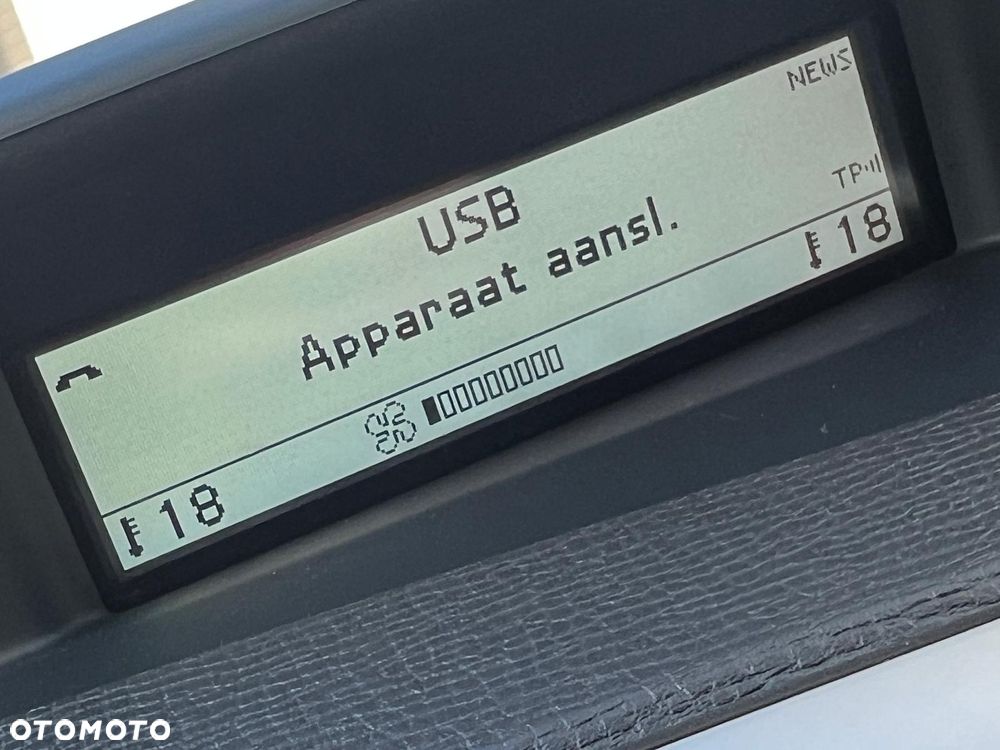 NEWS
TP
USB
Apparaat aansl.
18
18
OTOMOTO